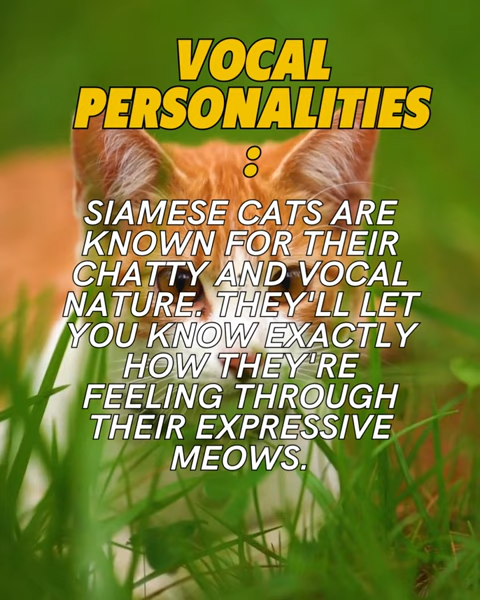 VOCAL
PERSONALITIES
:
SIAMESE CATS ARE
KNOWN FOR THEIR
CHATTY AND VOCAL
NATURE. THEY'LL LET
YOU KNOW EXACTLY
HOW THEY'RE
FEELING THROUGH
THEIR EXPRESSIVE
MEOWS.